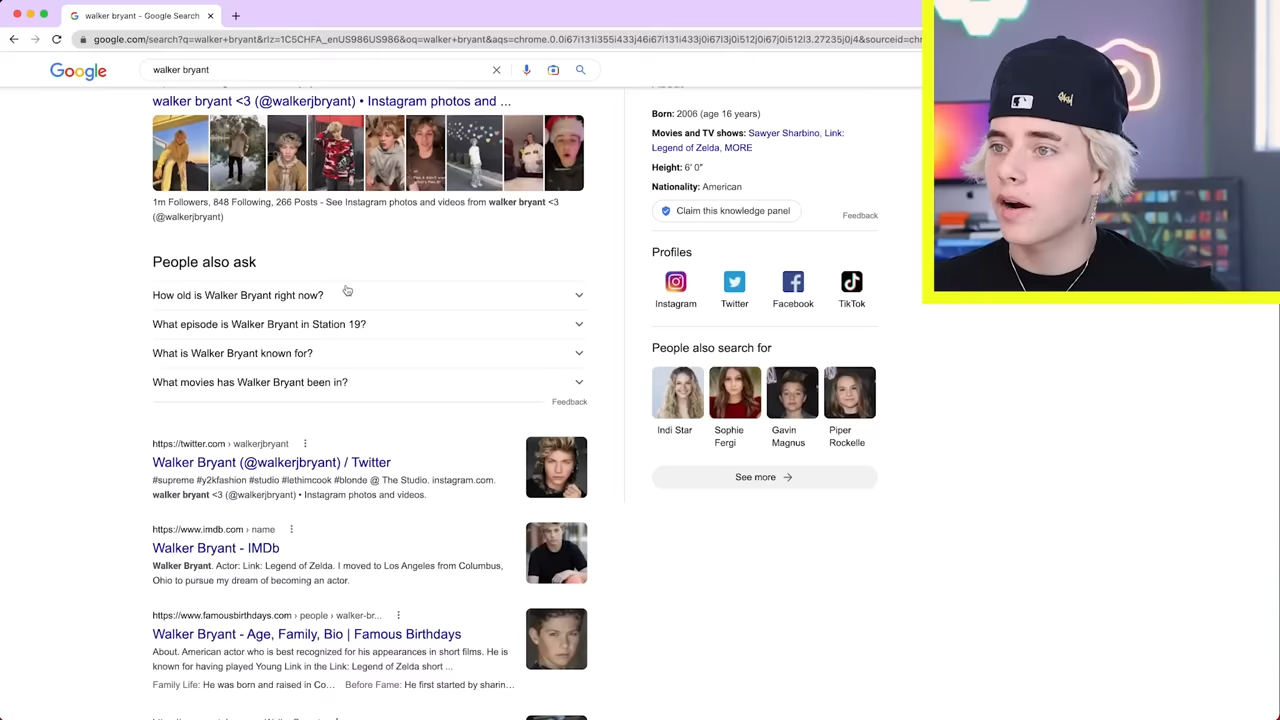 walker bryant - Google Search
google.com/search?q=walker+bryant&rlz=1C5CHFA_enUS986US986&oq=walker+bryant&aqs=chrome.0.0i67i131i355i433j46i67i131i433j0i67l3j0i512j0i67j0i512l3.27235j0j4&sourceid=chr
Google
walker bryant
walker bryant <3 (@walkerjbryant) • Instagram photos and ...
1m Followers, 848 Following, 266 Posts - See Instagram photos and videos from walker bryant <3
(@walkerjbryant)
People also ask
How old is Walker Bryant right now?
What episode is Walker Bryant in Station 19?
What is Walker Bryant known for?
What movies has Walker Bryant been in?
Feedback
https://twitter.com › walkerjbryant
Walker Bryant (@walkerjbryant) / Twitter
#supreme #y2kfashion #studio #lethimcook #blonde @ The Studio. instagram.com.
walker bryant <3 (@walkerjbryant) • Instagram photos and videos.
https://www.imdb.com › name
Walker Bryant - IMDb
Walker Bryant. Actor: Link: Legend of Zelda. I moved to Los Angeles from Columbus,
Ohio to pursue my dream of becoming an actor.
https://www.famousbirthdays.com › people › walker-br...
Walker Bryant - Age, Family, Bio | Famous Birthdays
About. American actor who is best recognized for his appearances in short films. He is
known for having played Young Link in the Link: Legend of Zelda short ...
Family Life: He was born and raised in Co... Before Fame: He first started by sharin...
Born: 2006 (age 16 years)
Movies and TV shows: Sawyer Sharbino, Link:
Legend of Zelda, MORE
Height: 6′ 0″
Nationality: American
Claim this knowledge panel
Feedback
Profiles
Instagram
Twitter
Facebook
TikTok
People also search for
Indi Star
Sophie
Fergi
Gavin
Magnus
Piper
Rockelle
See more